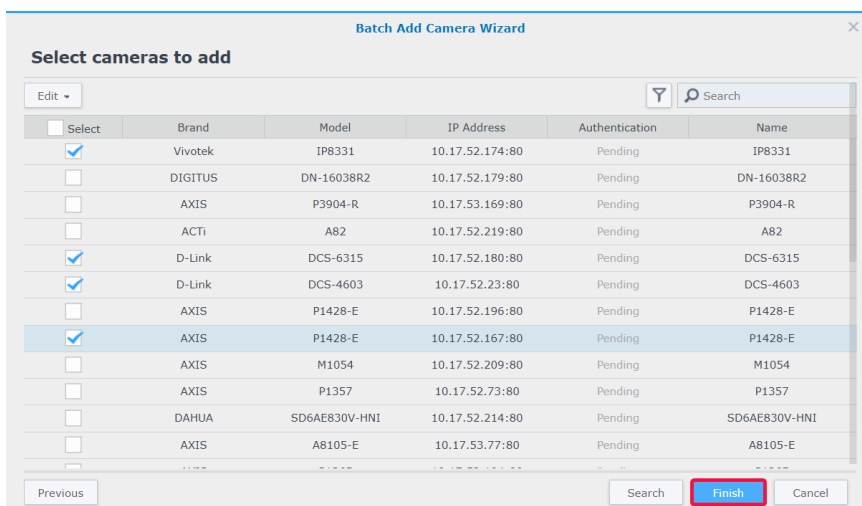 Batch Add Camera Wizard
Select cameras to add
Edit Search
Select Brand Model IP Address Authentication Name
Vivotek IP8331 10.17.52.174:80 Pending IP8331
DIGITUS DN-16038R2 10.17.52.179:80 Pending DN-16038R2
AXIS P3904-R 10.17.53.169:80 Pending P3904-R
ACTi A82 10.17.52.219:80 Pending A82
D-Link DCS-6315 10.17.52.180:80 Pending DCS-6315
D-Link DCS-4603 10.17.52.23:80 Pending DCS-4603
AXIS P1428-E 10.17.52.196:80 Pending P1428-E
AXIS P1428-E 10.17.52.167:80 Pending P1428-E
AXIS M1054 10.17.52.209:80 Pending M1054
AXIS P1357 10.17.52.73:80 Pending P1357
DAHUA SD6AE830V-HNI 10.17.52.214:80 Pending SD6AE830V-HNI
AXIS A8105-E 10.17.53.77:80 Pending A8105-E
Previous Search Finish Cancel